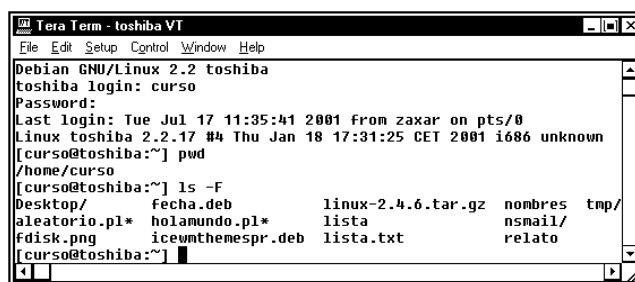 Tera Term - toshiba VT
File Edit Setup Control Window Help
Debian GNU/Linux 2.2 toshiba
toshiba login: curso
Password:
Last login: Tue Jul 17 11:35:41 2001 from zaxar on pts/0
Linux toshiba 2.2.17 #4 Thu Jan 18 17:31:25 CET 2001 i686 unknown
[curso@toshiba:~] pwd
/home/curso
[curso@toshiba:~] ls -F
Desktop/ fecha.deb linux-2.4.6.tar.gz nombres tmp/
aleatorio.pl* holamundo.pl* lista nsmail/
fdisk.png icewmthemespr.deb lista.txt relato
[curso@toshiba:~]